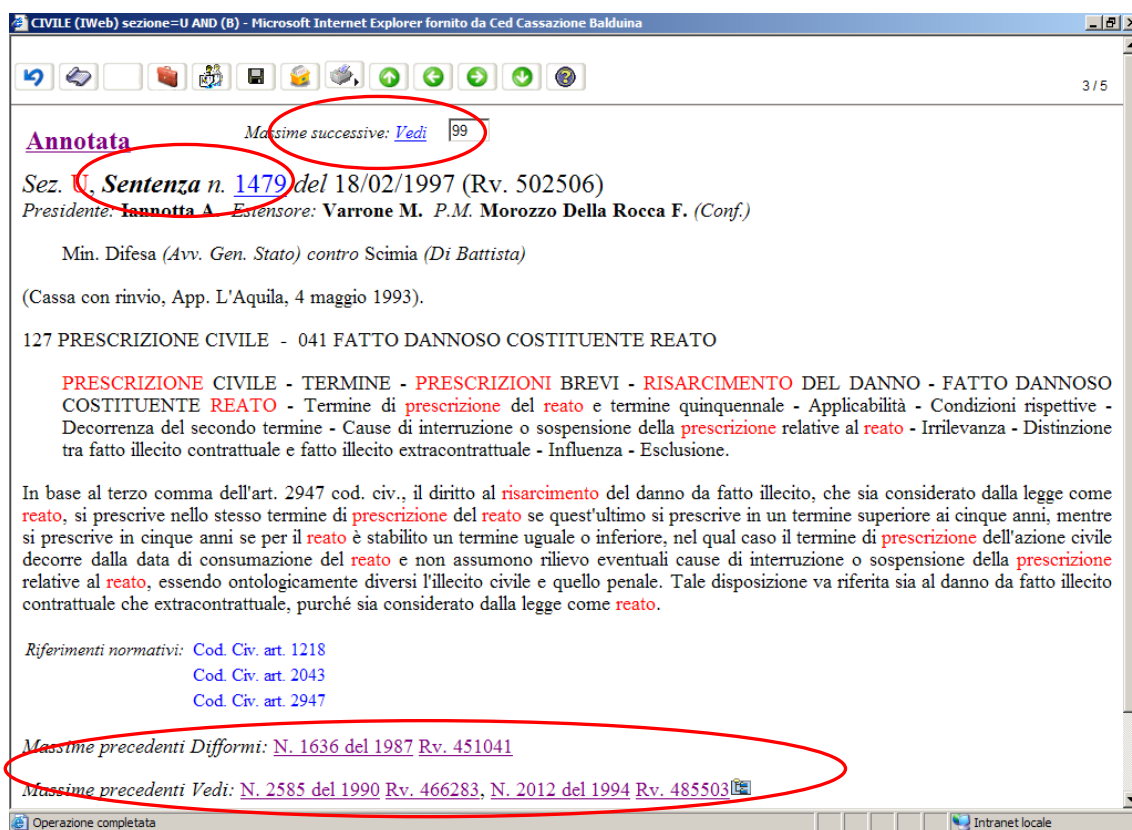 CIVILE (IWeb) sezione=U AND (B) - Microsoft Internet Explorer fornito da Ced Cassazione Balduina
3 / 5
Annotata Massime successive: Vedi 99
Sez. U, Sentenza n. 1479 del 18/02/1997 (Rv. 502506)
Presidente: Iannotta A. Estensore: Varrone M. P.M. Morozzo Della Rocca F. (Conf.)
Min. Difesa (Avv. Gen. Stato) contro Scimia (Di Battista)
(Cassa con rinvio, App. L'Aquila, 4 maggio 1993).
127 PRESCRIZIONE CIVILE - 041 FATTO DANNOSO COSTITUENTE REATO
PRESCRIZIONE CIVILE - TERMINE - PRESCRIZIONI BREVI - RISARCIMENTO DEL DANNO - FATTO DANNOSO
COSTITUENTE REATO - Termine di prescrizione del reato e termine quinquennale - Applicabilità - Condizioni rispettive -
Decorrenza del secondo termine - Cause di interruzione o sospensione della prescrizione relative al reato - Irrilevanza - Distinzione
tra fatto illecito contrattuale e fatto illecito extracontrattuale - Influenza - Esclusione.
In base al terzo comma dell'art. 2947 cod. civ., il diritto al risarcimento del danno da fatto illecito, che sia considerato dalla legge come
reato, si prescrive nello stesso termine di prescrizione del reato se quest'ultimo si prescrive in un termine superiore ai cinque anni, mentre
si prescrive in cinque anni se per il reato è stabilito un termine uguale o inferiore, nel qual caso il termine di prescrizione dell'azione civile
decorre dalla data di consumazione del reato e non assumono rilievo eventuali cause di interruzione o sospensione della prescrizione
relative al reato, essendo ontologicamente diversi l'illecito civile e quello penale. Tale disposizione va riferita sia al danno da fatto illecito
contrattuale che extracontrattuale, purché sia considerato dalla legge come reato.
Riferimenti normativi: Cod. Civ. art. 1218
Cod. Civ. art. 2043
Cod. Civ. art. 2947
Massime precedenti Difformi: N. 1636 del 1987 Rv. 451041
Massime precedenti Vedi: N. 2585 del 1990 Rv. 466283, N. 2012 del 1994 Rv. 485503
Operazione completata Intranet locale